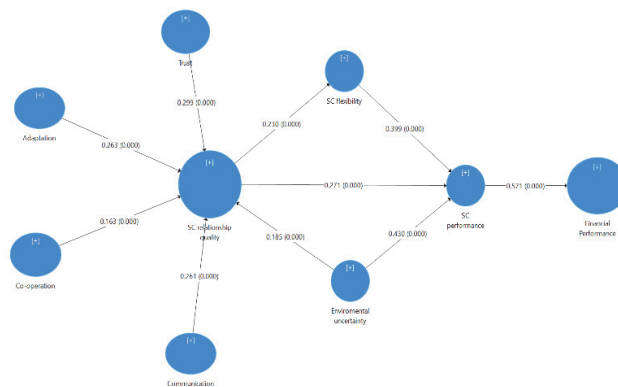 [+]
Trust
[+]
SC flexibility
[+]
Adaptation
0.299 (0.000)
0.230 (0.000)
0.399 (0.000)
0.263 (0.000)
[+]
SC relationship
quality
0.271 (0.000)
[+]
SC
performance
0.571 (0.000)
[+]
Financial
Performance
0.163 (0.000)
0.185 (0.000)
0.430 (0.000)
[+]
Co-operation
0.261 (0.000)
[+]
Enviromental
uncertainty
[+]
Communication